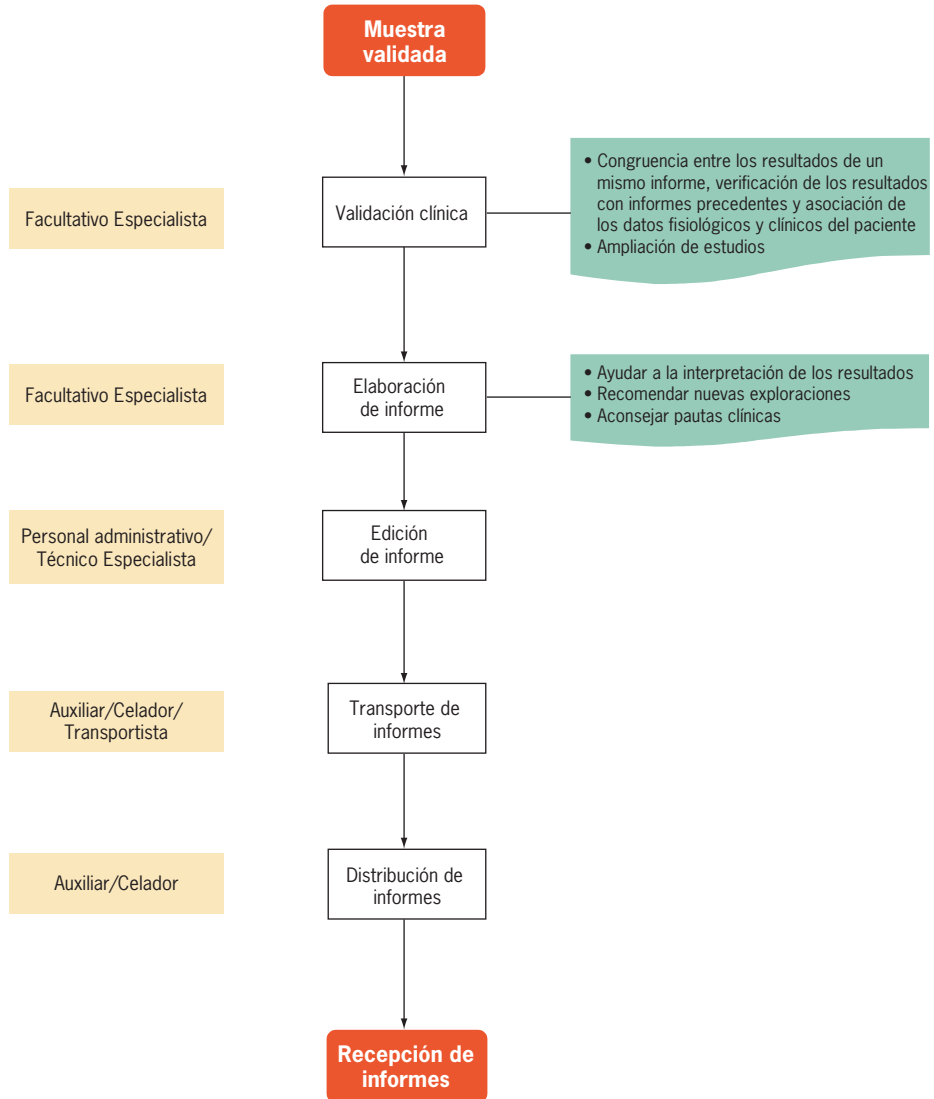 Muestra
validada
Facultativo Especialista
Validación clínica
• Congruencia entre los resultados de un
mismo informe, verificación de los resultados
con informes precedentes y asociación de
los datos fisiológicos y clínicos del paciente
• Ampliación de estudios
Facultativo Especialista
Elaboración
de informe
• Ayudar a la interpretación de los resultados
• Recomendar nuevas exploraciones
• Aconsejar pautas clínicas
Personal administrativo/
Técnico Especialista
Edición
de informe
Auxiliar/Celador/
Transportista
Transporte de
informes
Auxiliar/Celador
Distribución de
informes
Recepción de
informes